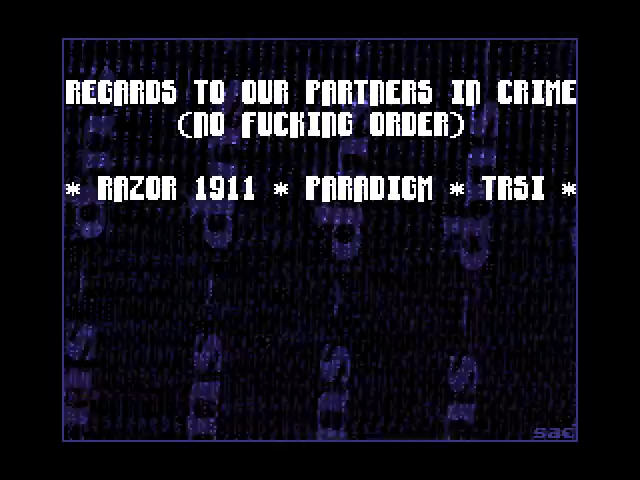 REGARDS TO OUR PARTNERS IN CRIME
(NO FUCKING ORDER)
* RAZOR 1911 * PARADIGM * TRSI *
sac